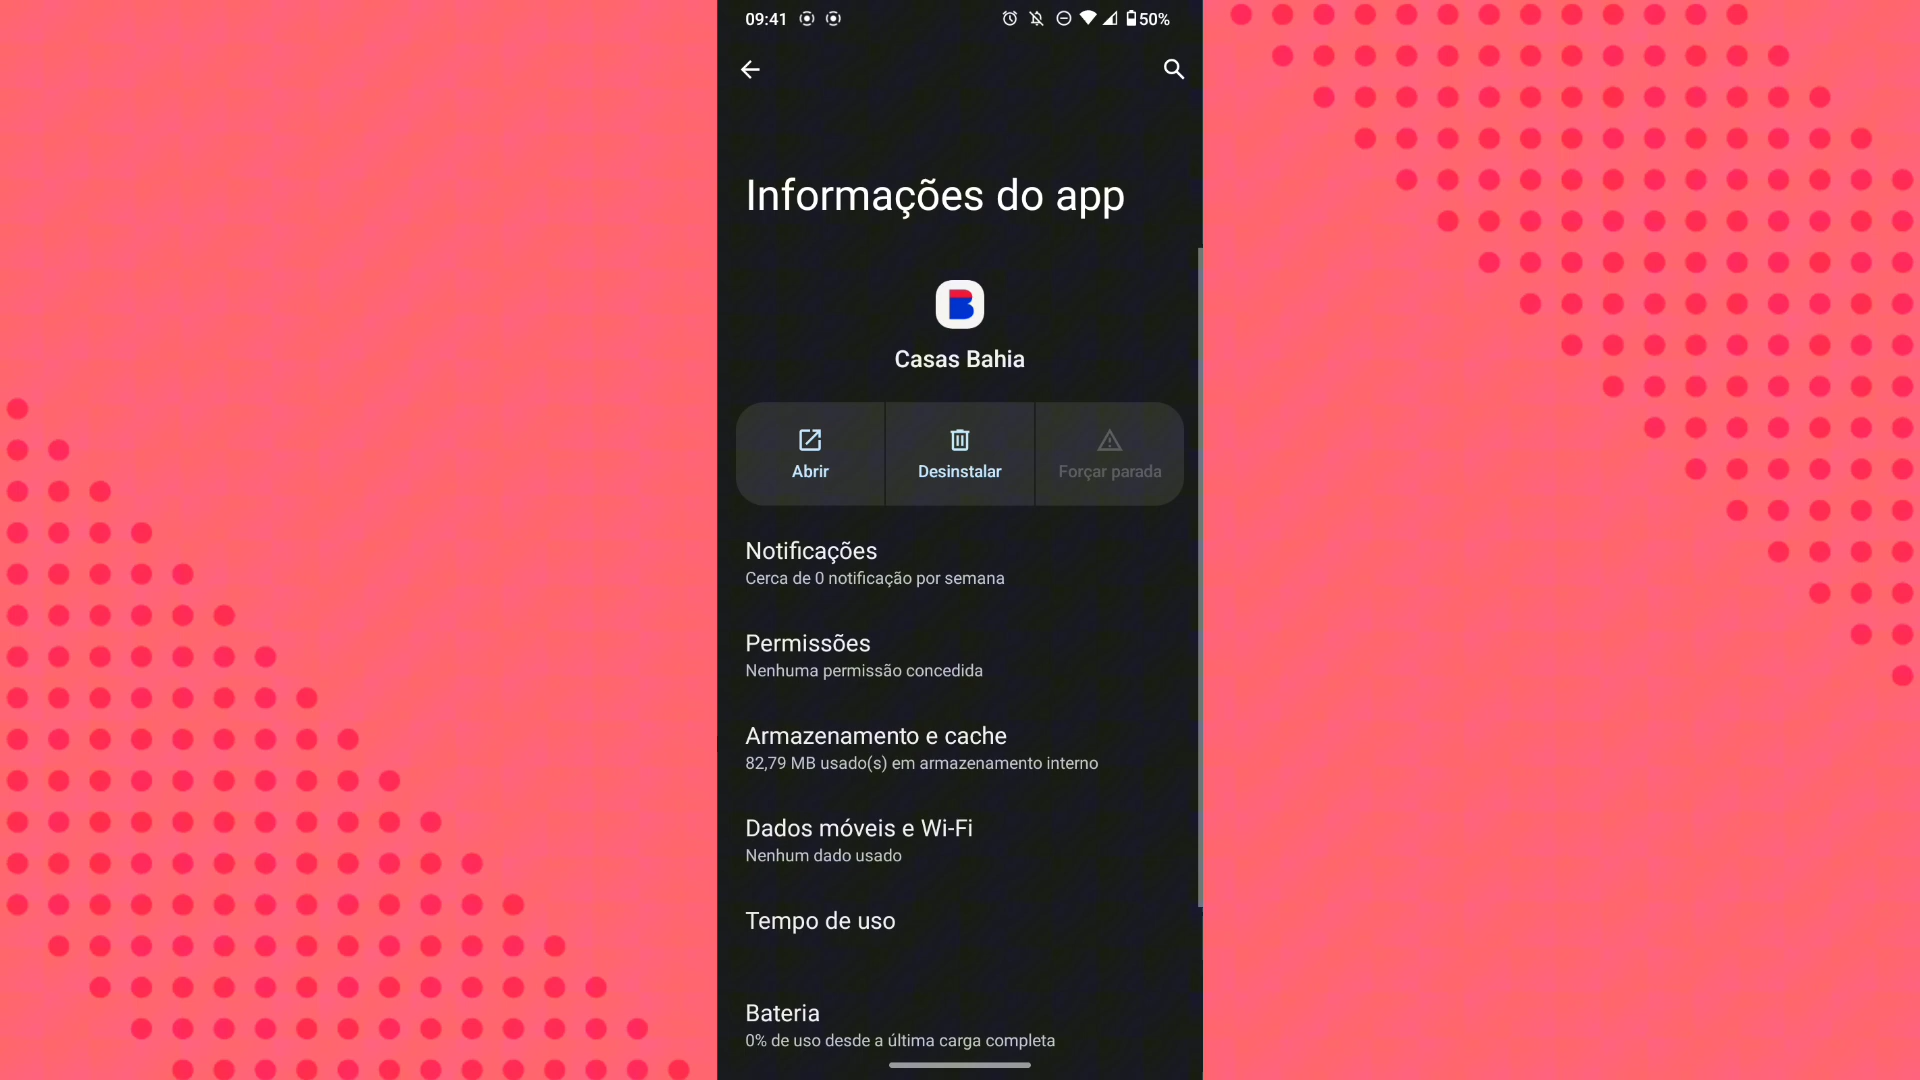 09:41
50%
Informações do app
Casas Bahia
Abrir
Desinstalar
Forçar parada
Notificações
Cerca de 0 notificação por semana
Permissões
Nenhuma permissão concedida
Armazenamento e cache
82,79 MB usado(s) em armazenamento interno
Dados móveis e Wi-Fi
Nenhum dado usado
Tempo de uso
Bateria
0% de uso desde a última carga completa